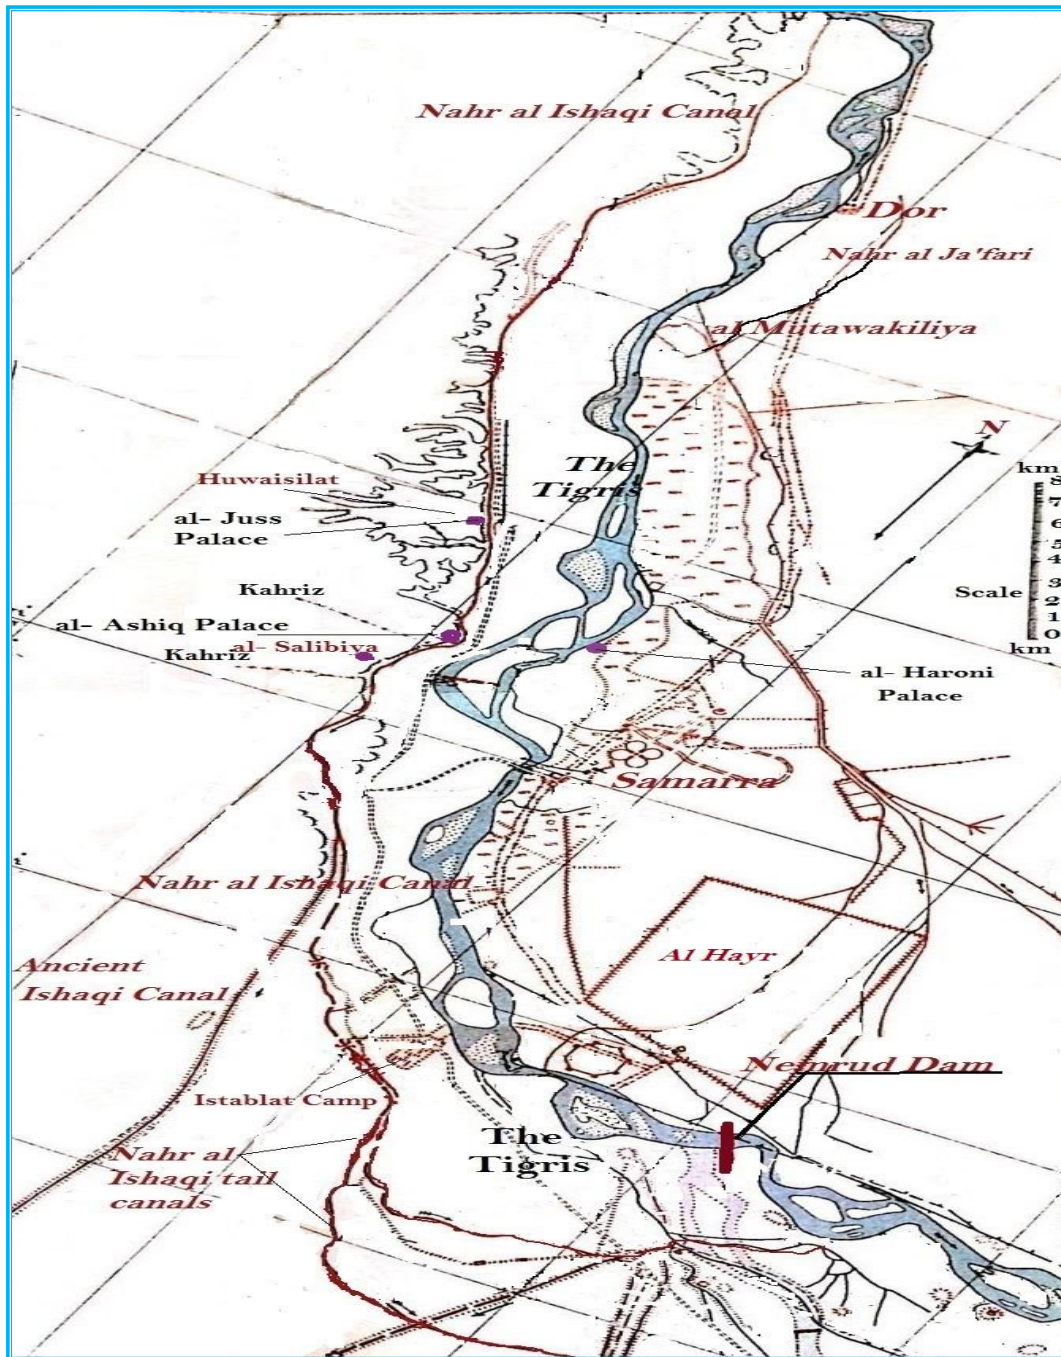 Nahr al Ishaqi Canal
Dor
Nahr al Ja'fari
al Mutawakiliya
N
The
Tigris
km
8
7
6
5
4
3
2
1
0
Scale
km
Huwaisilat
al- Juss
Palace
Kahriz
al- Ashiq Palace
al- Salibiya
Kahriz
al- Haroni
Palace
Samarra
Nahr al Ishaqi Canal
Al Hayr
Ancient
Ishaqi Canal
Nemrud Dam
Istablat Camp
The
Tigris
Nahr al
Ishaqi tail
canals